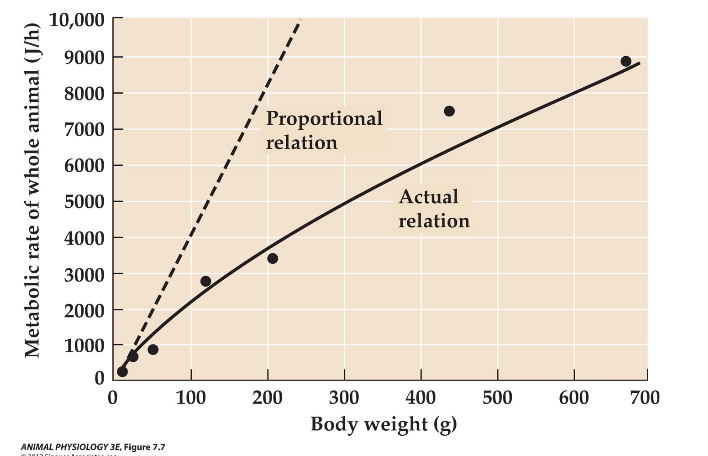 Metabolic rate of whole animal (J/h)
10,000
9000
8000
7000
6000
5000
4000
3000
2000
1000
0
Proportional
relation
Actual
relation
0 100 200 300 400 500 600 700
Body weight (g)
ANIMAL PHYSIOLOGY 3E, Figure 7.7